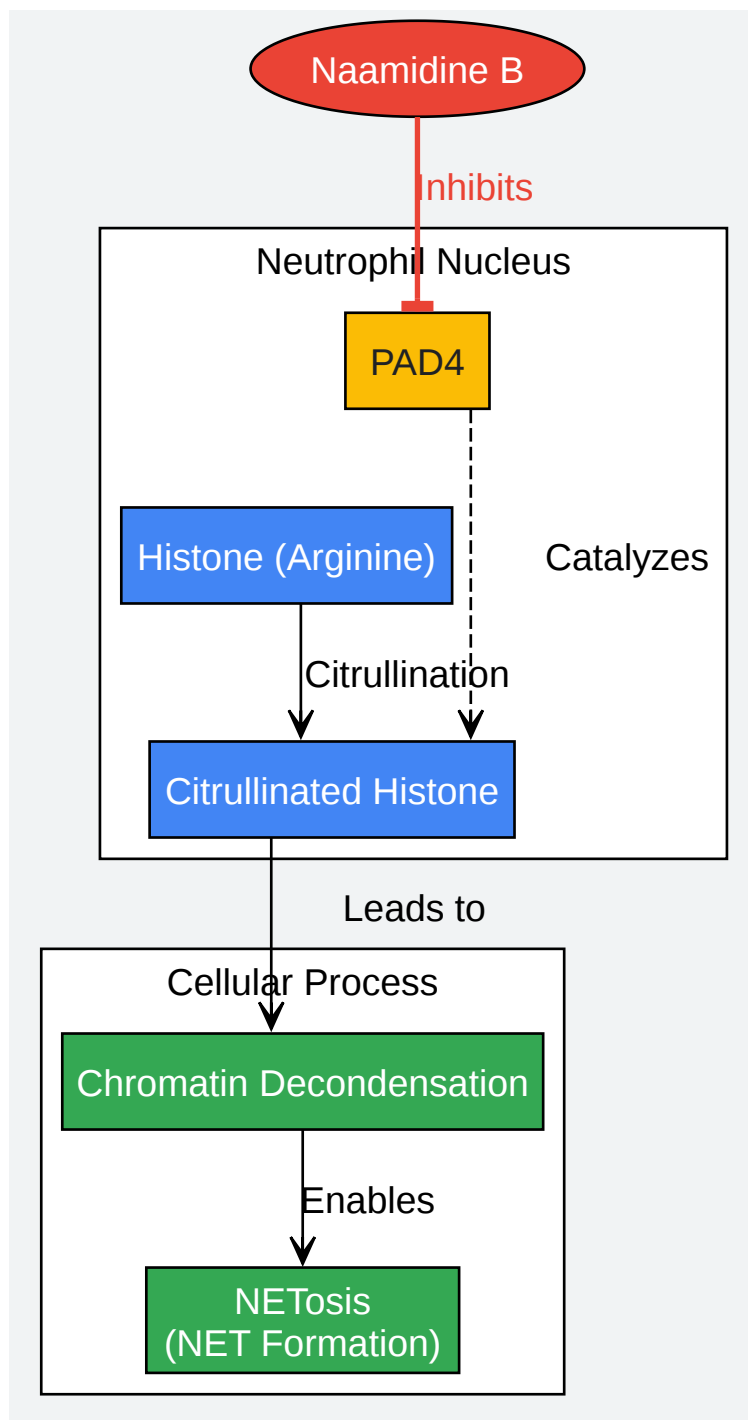 Naamidine B
Inhibits
Neutrophil Nucleus
PAD4
Histone (Arginine)
Catalyzes
Citrullination
Citrullinated Histone
Leads to
Cellular Process
Chromatin Decondensation
Enables
NETosis
(NET Formation)